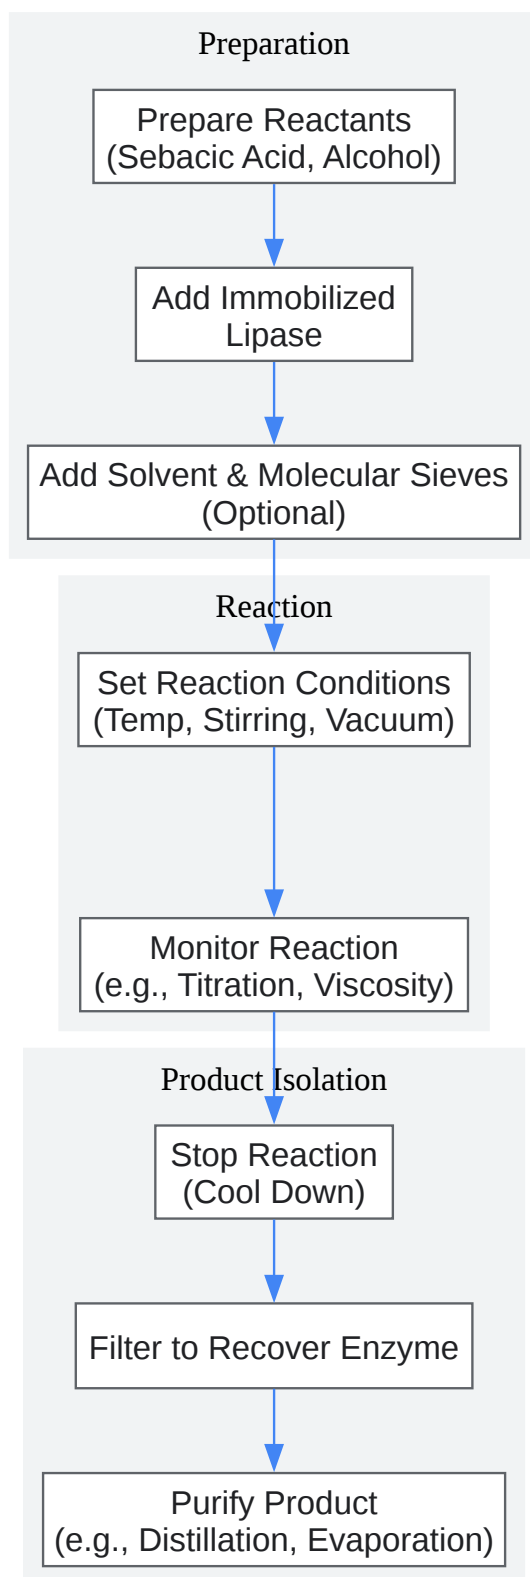 Preparation
Prepare Reactants
(Sebacic Acid, Alcohol)
Add Immobilized
Lipase
Add Solvent & Molecular Sieves
(Optional)
Reaction
Set Reaction Conditions
(Temp, Stirring, Vacuum)
Monitor Reaction
(e.g., Titration, Viscosity)
Product Isolation
Stop Reaction
(Cool Down)
Filter to Recover Enzyme
Purify Product
(e.g., Distillation, Evaporation)